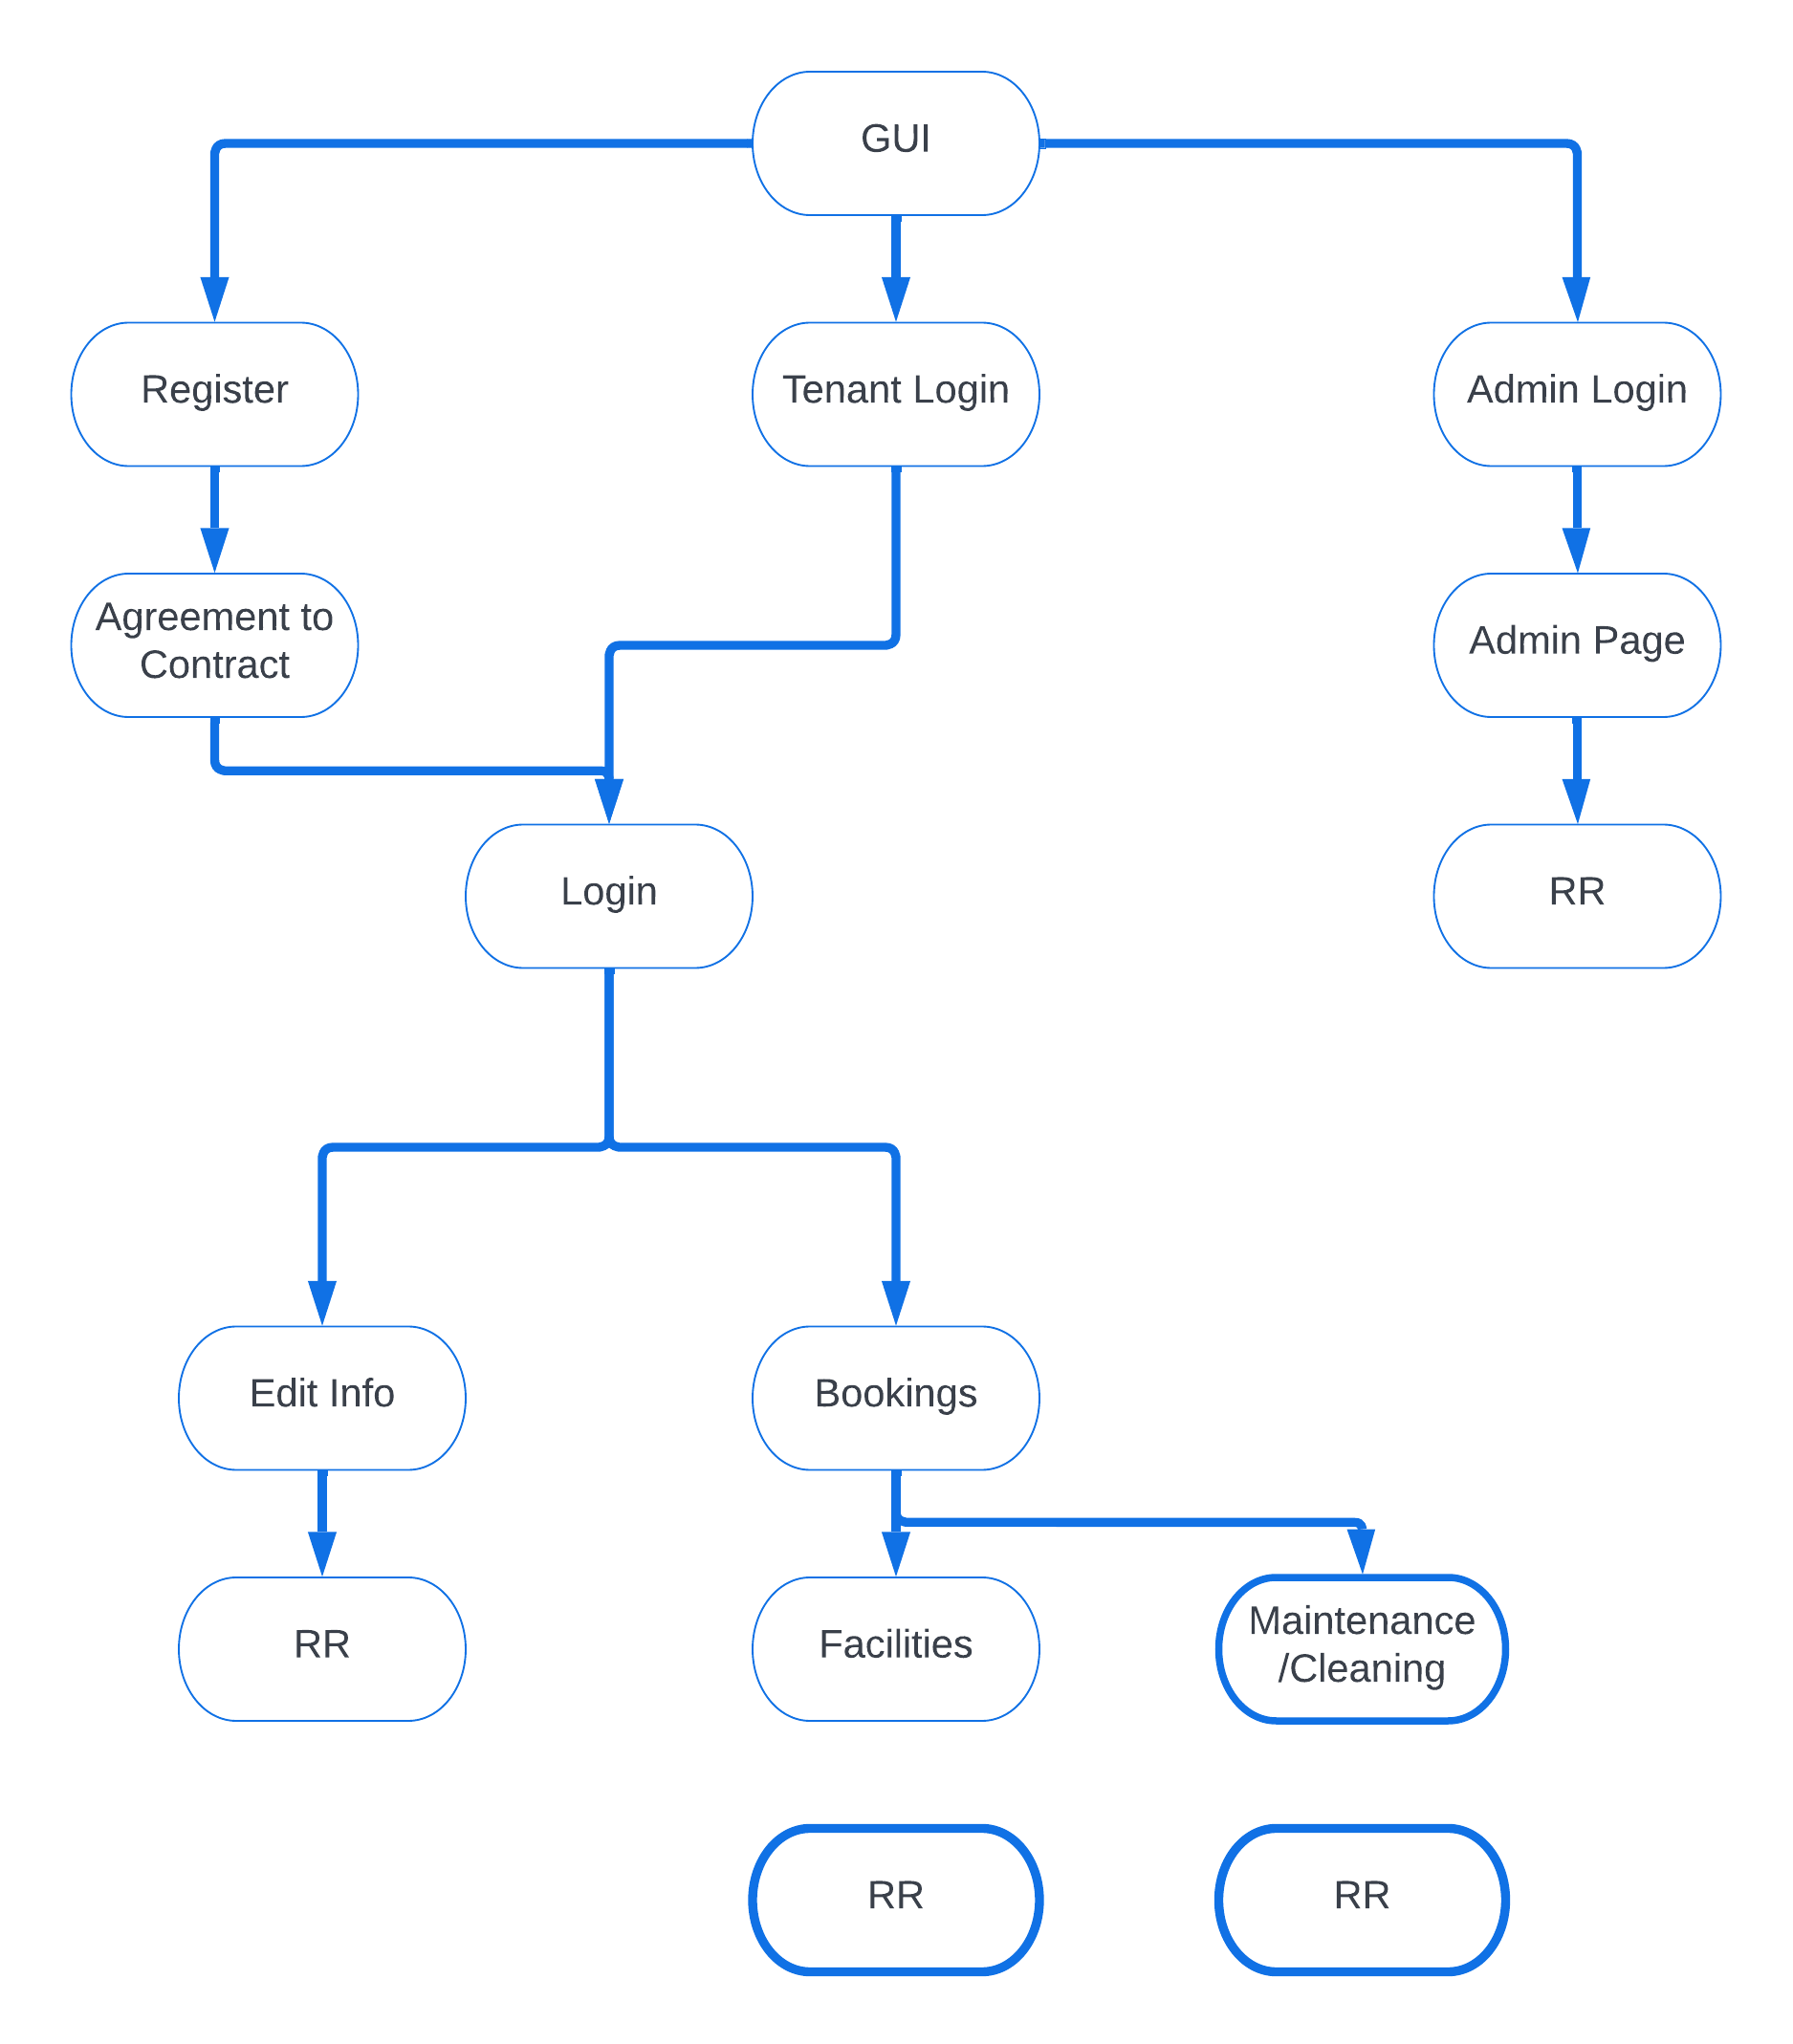 GUI
Register
Tenant Login
Admin Login
Agreement to
Contract
Admin Page
Login
RR
Edit Info
Bookings
RR
Facilities
Maintenance
/Cleaning
RR
RR